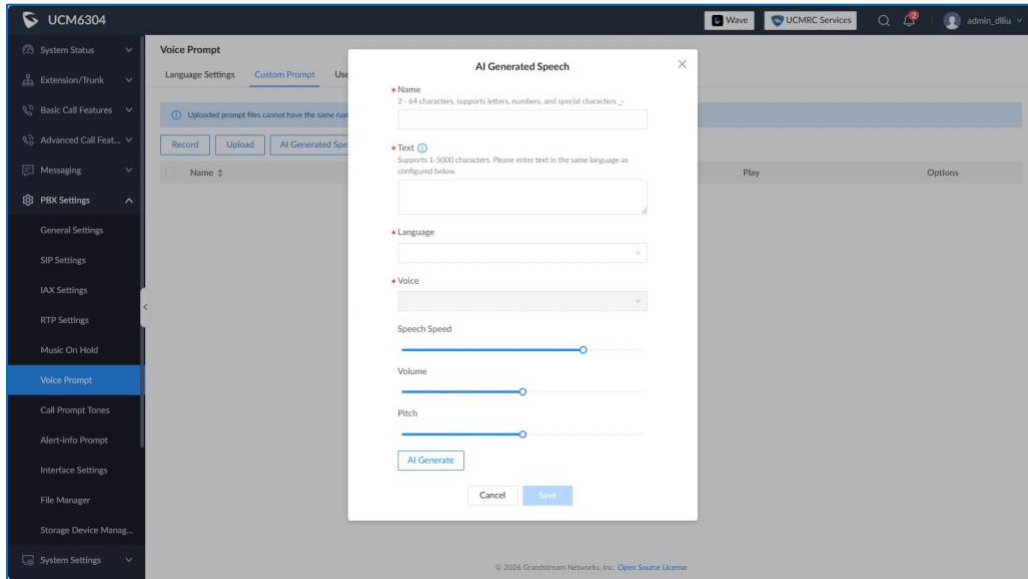 UCM6304
Wave
UCMRC Services
2
admin_dlliu
System Status
Extension/Trunk
Basic Call Features
Advanced Call Feat...
Messaging
PBX Settings
General Settings
SIP Settings
IAX Settings
RTP Settings
Music On Hold
Voice Prompt
Call Prompt Tones
Alert-info Prompt
Interface Settings
File Manager
Storage Device Manag...
System Settings
Voice Prompt
Language Settings Custom Prompt Use
Uploaded prompt files cannot have the same nam
Record Upload AI Generated Spe
Name Play Options
AI Generated Speech
* Name
2 - 64 characters, supports letters, numbers, and special characters _-
* Text
Supports 1-5000 characters. Please enter text in the same language as
configured below.
* Language
* Voice
Speech Speed
Volume
Pitch
AI Generate
Cancel Save
© 2026 Grandstream Networks, Inc. Open Source License